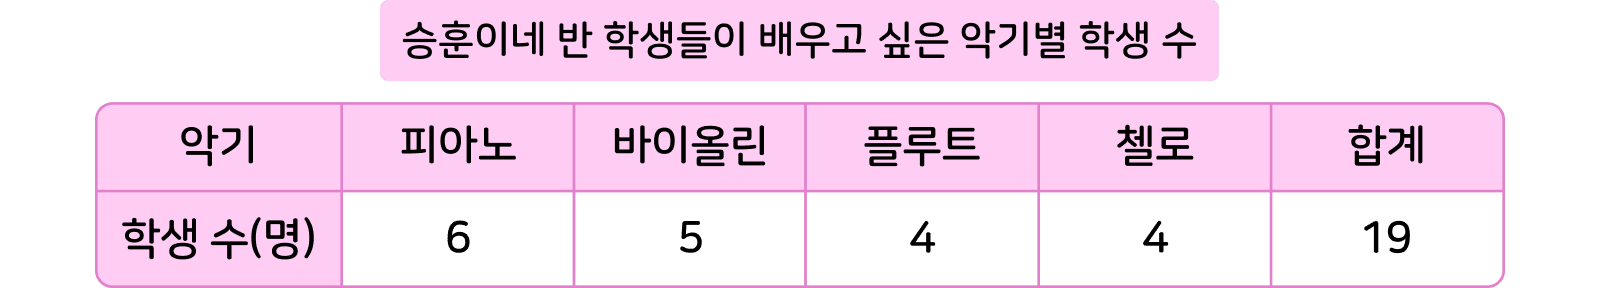 승훈이네 반 학생들이 배우고 싶은 악기별 학생 수
악기 피아노 바이올린 플루트 첼로 합계
학생 수(명) 6 5 4 4 19